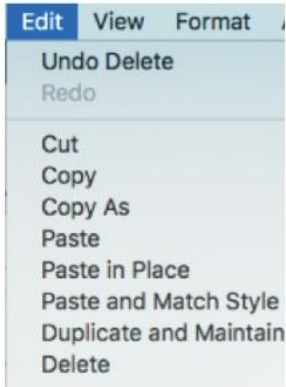 Edit View Format
Undo Delete
Redo
Cut
Copy
Copy As
Paste
Paste in Place
Paste and Match Style
Duplicate and Maintain
Delete